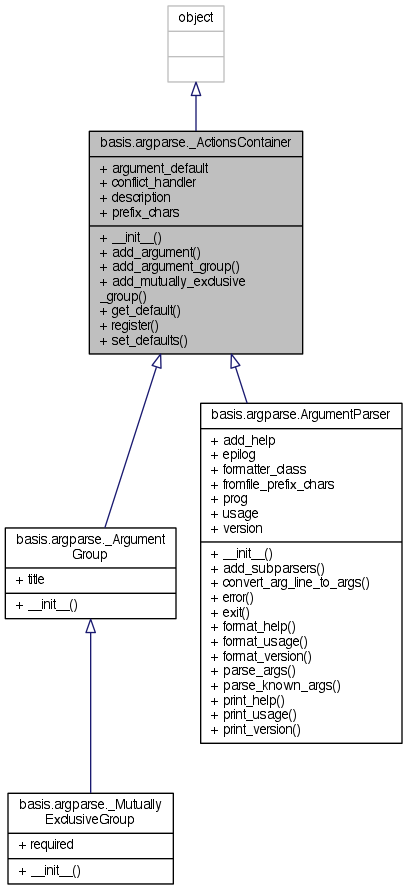 object
basis.argparse._ActionsContainer
+ argument_default
+ conflict_handler
+ description
+ prefix_chars
+ __init__()
+ add_argument()
+ add_argument_group()
+ add_mutually_exclusive
_group()
+ get_default()
+ register()
+ set_defaults()
basis.argparse.ArgumentParser
+ add_help
+ epilog
+ formatter_class
+ fromfile_prefix_chars
+ prog
+ usage
+ version
+ __init__()
+ add_subparsers()
+ convert_arg_line_to_args()
+ error()
+ exit()
+ format_help()
+ format_usage()
+ format_version()
+ parse_args()
+ parse_known_args()
+ print_help()
+ print_usage()
+ print_version()
basis.argparse._Argument
Group
+ title
+ __init__()
basis.argparse._Mutually
ExclusiveGroup
+ required
+ __init__()